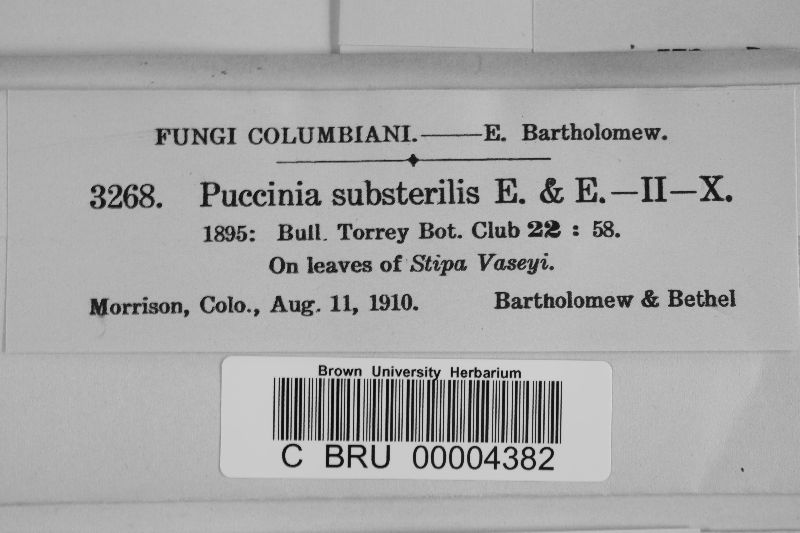 FUNGI COLUMBIANI.——E. Bartholomew.
3268. Puccinia substerilis E. & E.—II—X.
1895: Bull. Torrey Bot. Club 22 : 58.
On leaves of Stipa Vaseyi.
Morrison, Colo., Aug. 11, 1910. Bartholomew & Bethel
Brown University Herbarium
C BRU 00004382